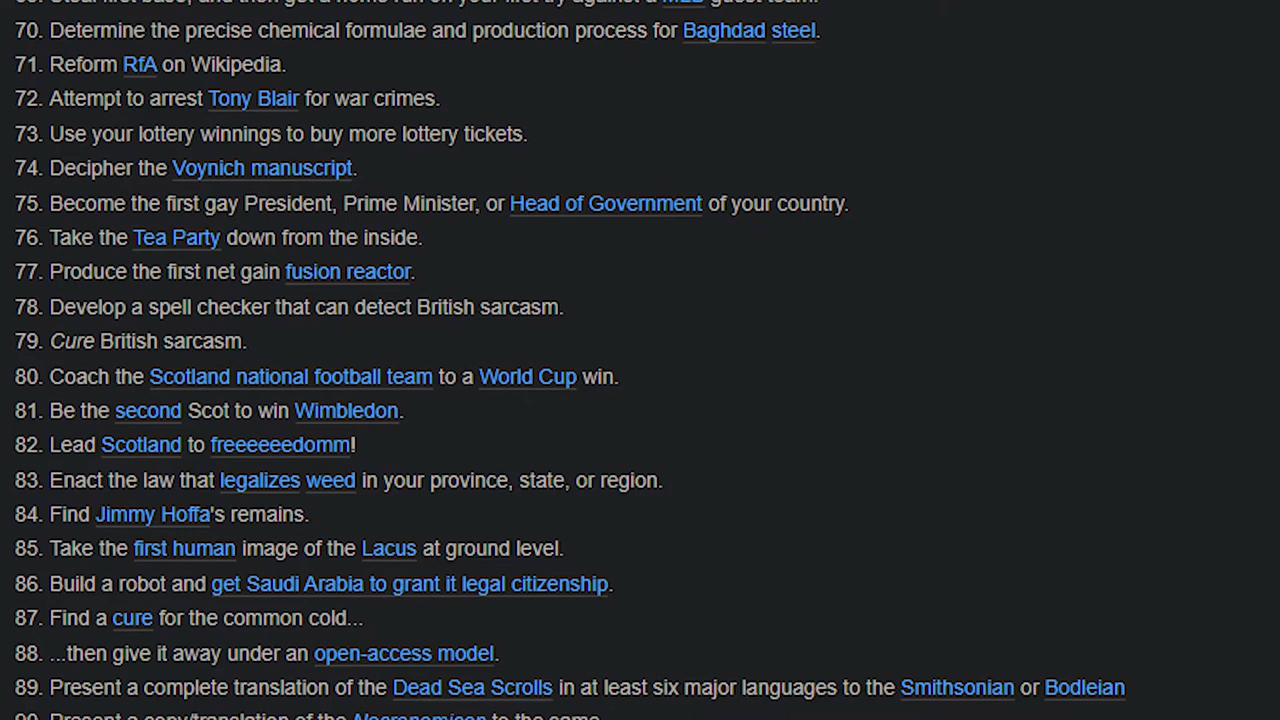 70. Determine the precise chemical formulae and production process for Baghdad steel.
71. Reform RfA on Wikipedia.
72. Attempt to arrest Tony Blair for war crimes.
73. Use your lottery winnings to buy more lottery tickets.
74. Decipher the Voynich manuscript.
75. Become the first gay President, Prime Minister, or Head of Government of your country.
76. Take the Tea Party down from the inside.
77. Produce the first net gain fusion reactor.
78. Develop a spell checker that can detect British sarcasm.
79. Cure British sarcasm.
80. Coach the Scotland national football team to a World Cup win.
81. Be the second Scot to win Wimbledon.
82. Lead Scotland to freeeeeedomm!
83. Enact the law that legalizes weed in your province, state, or region.
84. Find Jimmy Hoffa's remains.
85. Take the first human image of the Lacus at ground level.
86. Build a robot and get Saudi Arabia to grant it legal citizenship.
87. Find a cure for the common cold...
88. ...then give it away under an open-access model.
89. Present a complete translation of the Dead Sea Scrolls in at least six major languages to the Smithsonian or Bodleian